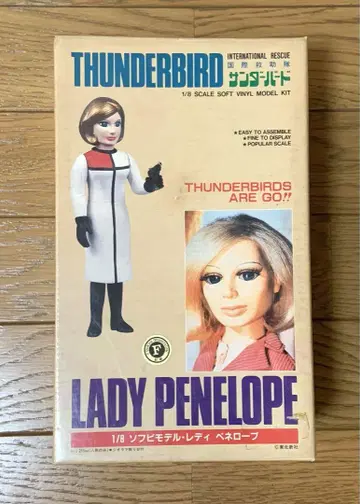 THUNDERBIRD
INTERNATIONAL RESCUE
国際救助隊
サンダーバード
1/8 SCALE SOFT VINYL MODEL KIT
★EASY TO ASSEMBLE
★FINE TO DISPLAY
★POPULAR SCALE
THUNDERBIRDS
ARE GO!!
F
LADY PENELOPE
1/8 ソフビモデル・レディ ペネロープ